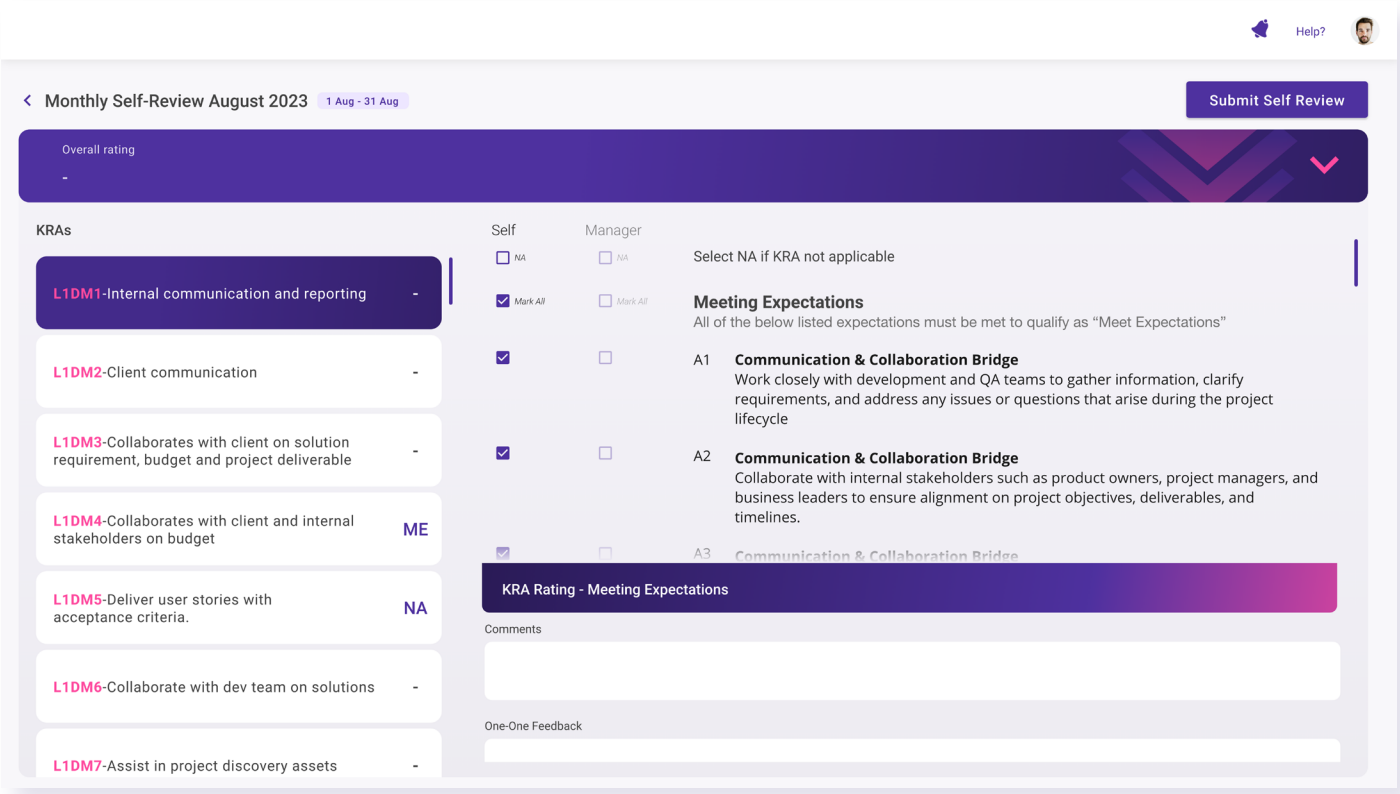 Help?
Monthly Self-Review August 2023
1 Aug - 31 Aug
Submit Self Review
Overall rating
-
KRAs
L1DM1-Internal communication and reporting
-
L1DM2-Client communication
-
L1DM3-Collaborates with client on solution
requirement, budget and project deliverable
-
L1DM4-Collaborates with client and internal
stakeholders on budget
ME
L1DM5-Deliver user stories with
acceptance criteria.
NA
L1DM6-Collaborate with dev team on solutions
-
L1DM7-Assist in project discovery assets
-
Self
Manager
NA
NA
Select NA if KRA not applicable
Mark All
Mark All
Meeting Expectations
All of the below listed expectations must be met to qualify as “Meet Expectations”
A1
Communication & Collaboration Bridge
Work closely with development and QA teams to gather information, clarify
requirements, and address any issues or questions that arise during the project
lifecycle
A2
Communication & Collaboration Bridge
Collaborate with internal stakeholders such as product owners, project managers, and
business leaders to ensure alignment on project objectives, deliverables, and
timelines.
A3
Communication & Collaboration Bridge
KRA Rating - Meeting Expectations
Comments
One-One Feedback